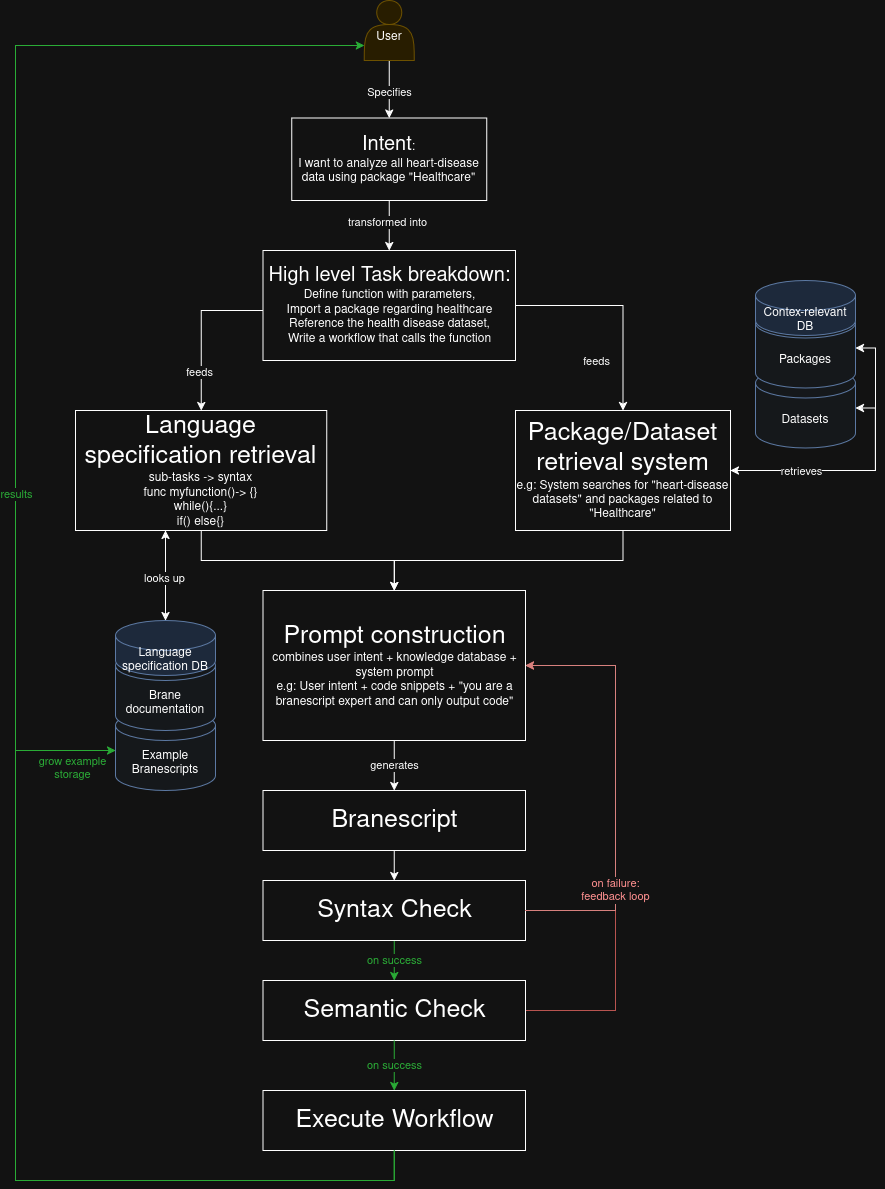 User
Specifies
Intent:
I want to analyze all heart-disease
data using package "Healthcare"
transformed into
High level Task breakdown:
Define function with parameters,
Import a package regarding healthcare
Reference the health disease dataset,
Write a workflow that calls the function
feeds
feeds
Contex-relevant
DB
Packages
Datasets
retrieves
Language
specification retrieval
sub-tasks -> syntax
func myfunction()-> {}
while(){...}
if() else{}
Package/Dataset
retrieval system
e.g: System searches for "heart-disease
datasets" and packages related to
"Healthcare"
results
looks up
Language
specification DB
Brane
documentation
Example
Branescripts
grow example
storage
Prompt construction
combines user intent + knowledge database +
system prompt
e.g: User intent + code snippets + "you are a
branescript expert and can only output code"
generates
Branescript
Syntax Check
on failure:
feedback loop
on success
Semantic Check
on success
Execute Workflow